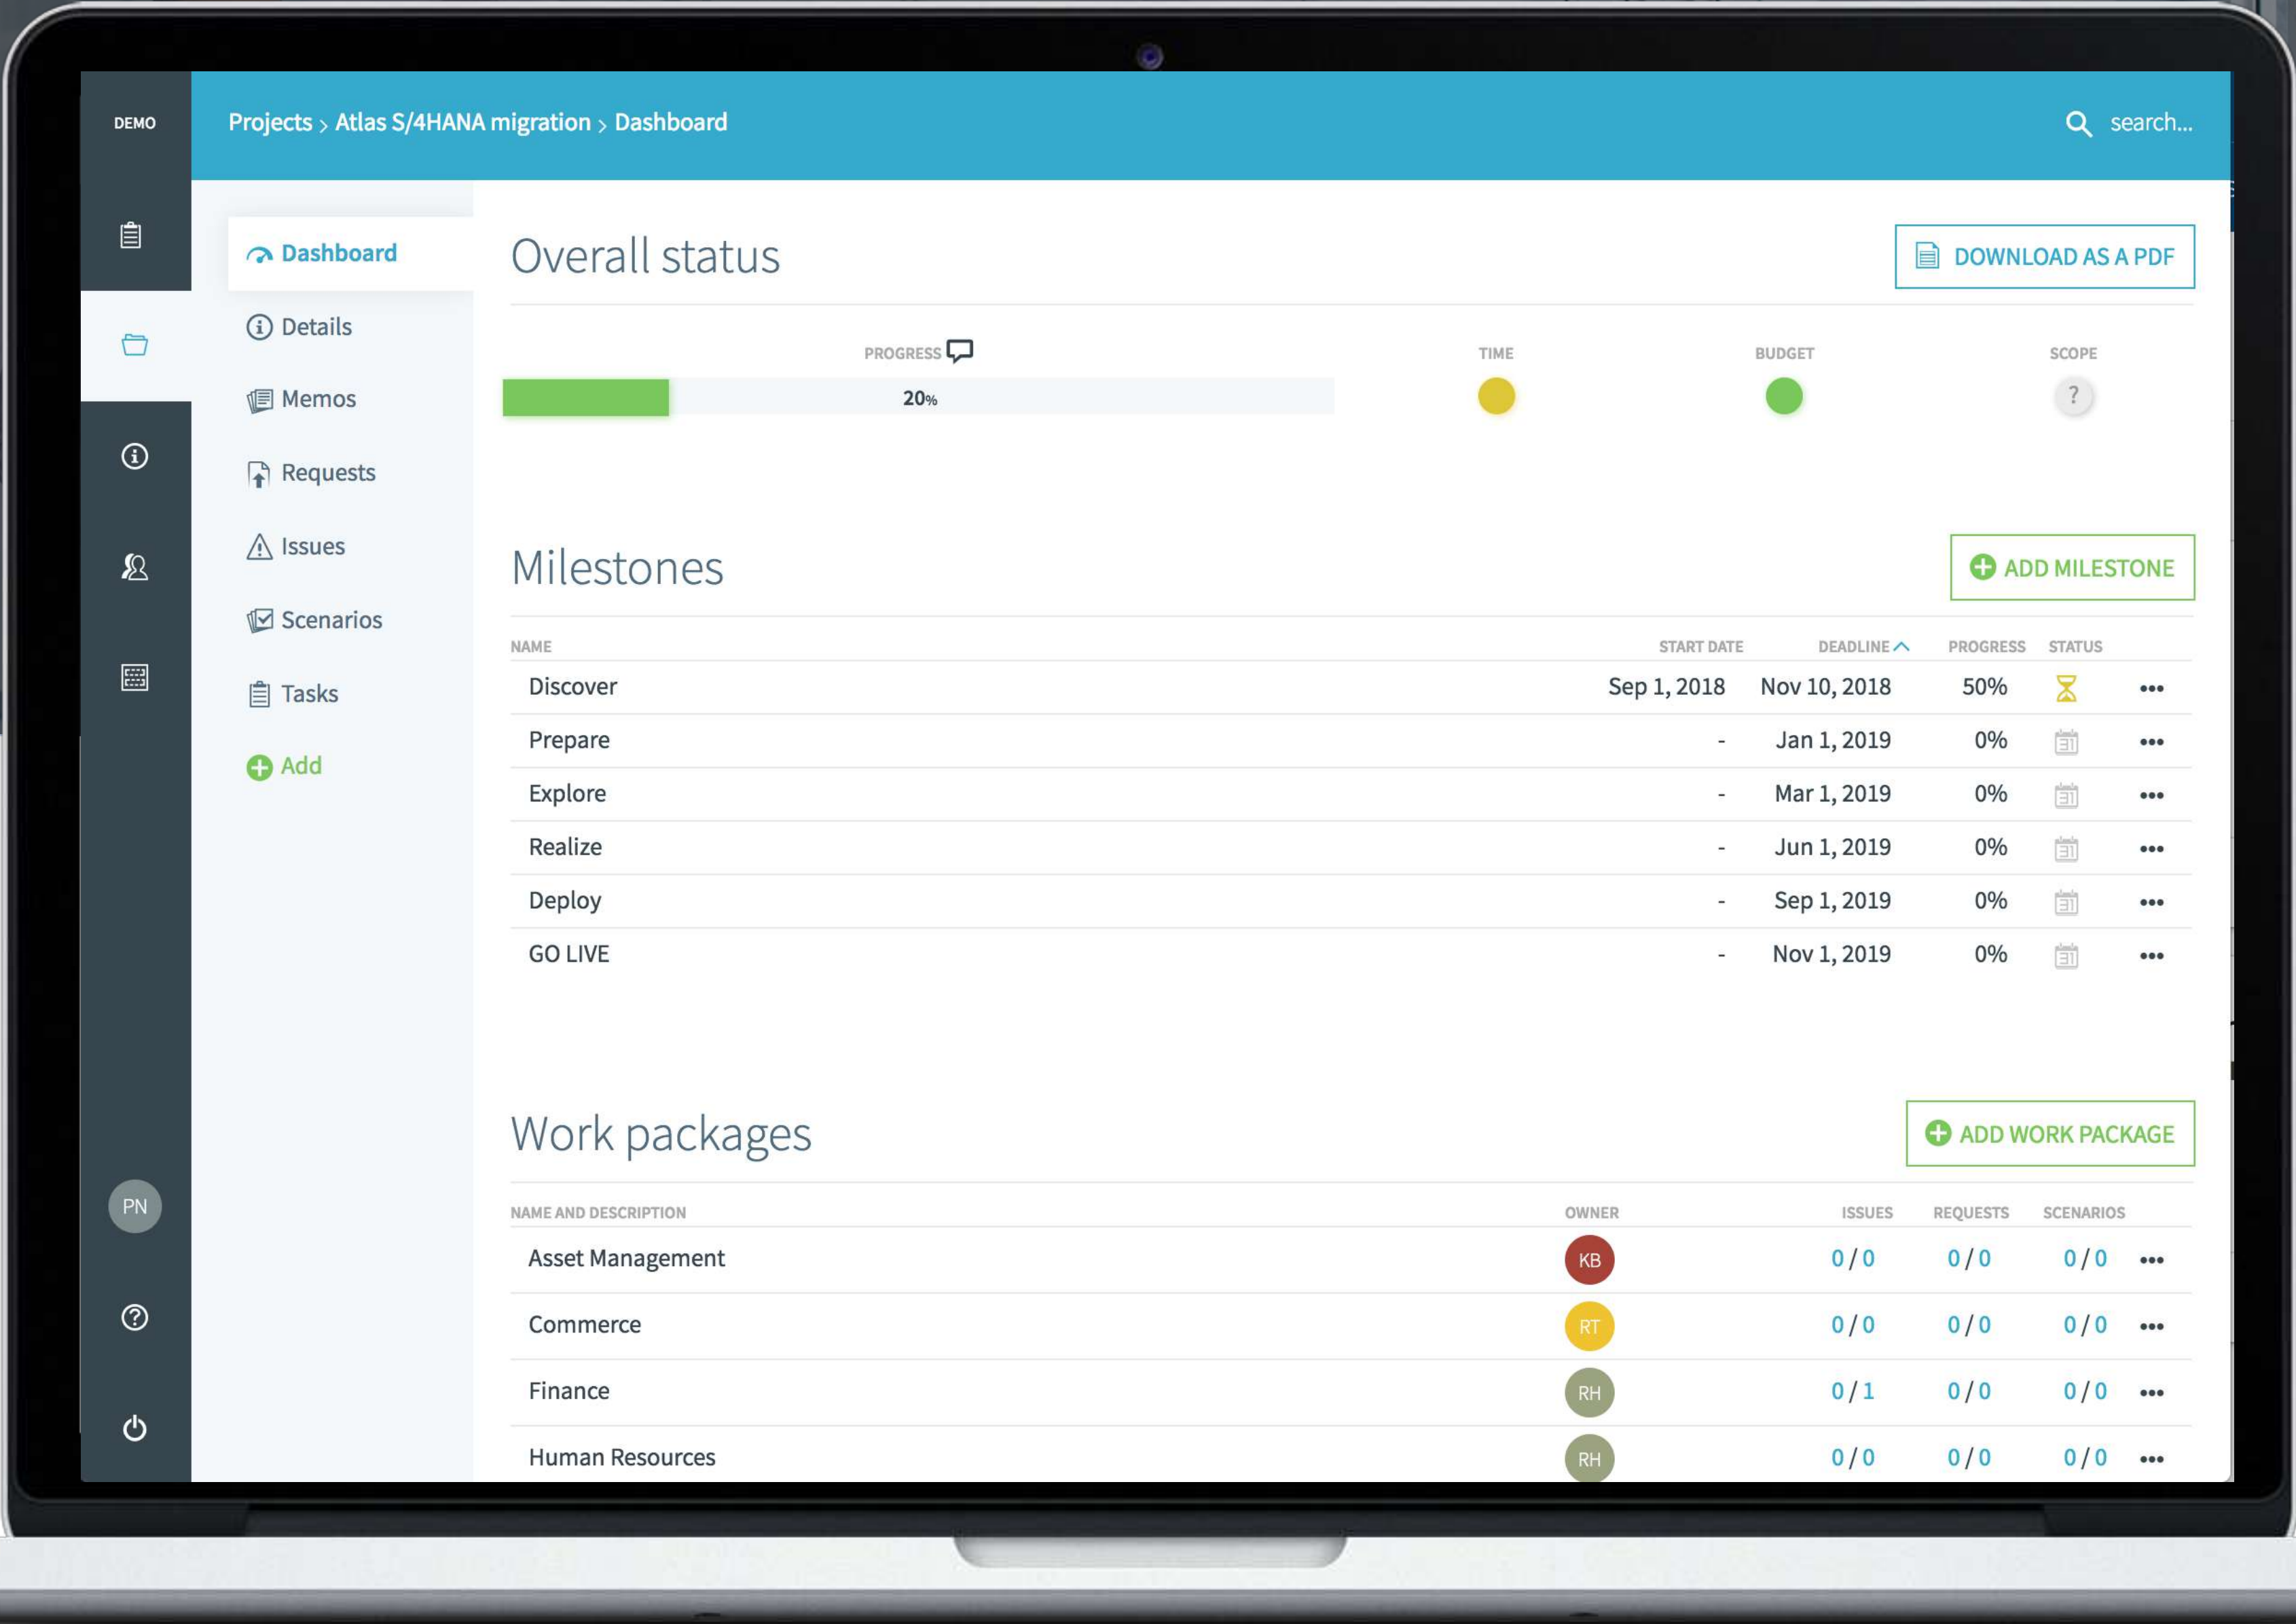 DEMO
Projects > Atlas S/4HANA migration > Dashboard
search...
Dashboard
Details
Memos
Requests
Issues
Scenarios
Tasks
Add
Overall status
DOWNLOAD AS A PDF
PROGRESS TIME BUDGET SCOPE
20% ?
Milestones
ADD MILESTONE
NAME START DATE DEADLINE PROGRESS STATUS
Discover Sep 1, 2018 Nov 10, 2018 50% •••
Prepare - Jan 1, 2019 0% 31 •••
Explore - Mar 1, 2019 0% 31 •••
Realize - Jun 1, 2019 0% 31 •••
Deploy - Sep 1, 2019 0% 31 •••
GO LIVE - Nov 1, 2019 0% 31 •••
Work packages
ADD WORK PACKAGE
NAME AND DESCRIPTION OWNER ISSUES REQUESTS SCENARIOS
Asset Management KB 0 / 0 0 / 0 0 / 0 •••
Commerce RT 0 / 0 0 / 0 0 / 0 •••
Finance RH 0 / 1 0 / 0 0 / 0 •••
Human Resources RH 0 / 0 0 / 0 0 / 0 •••
PN